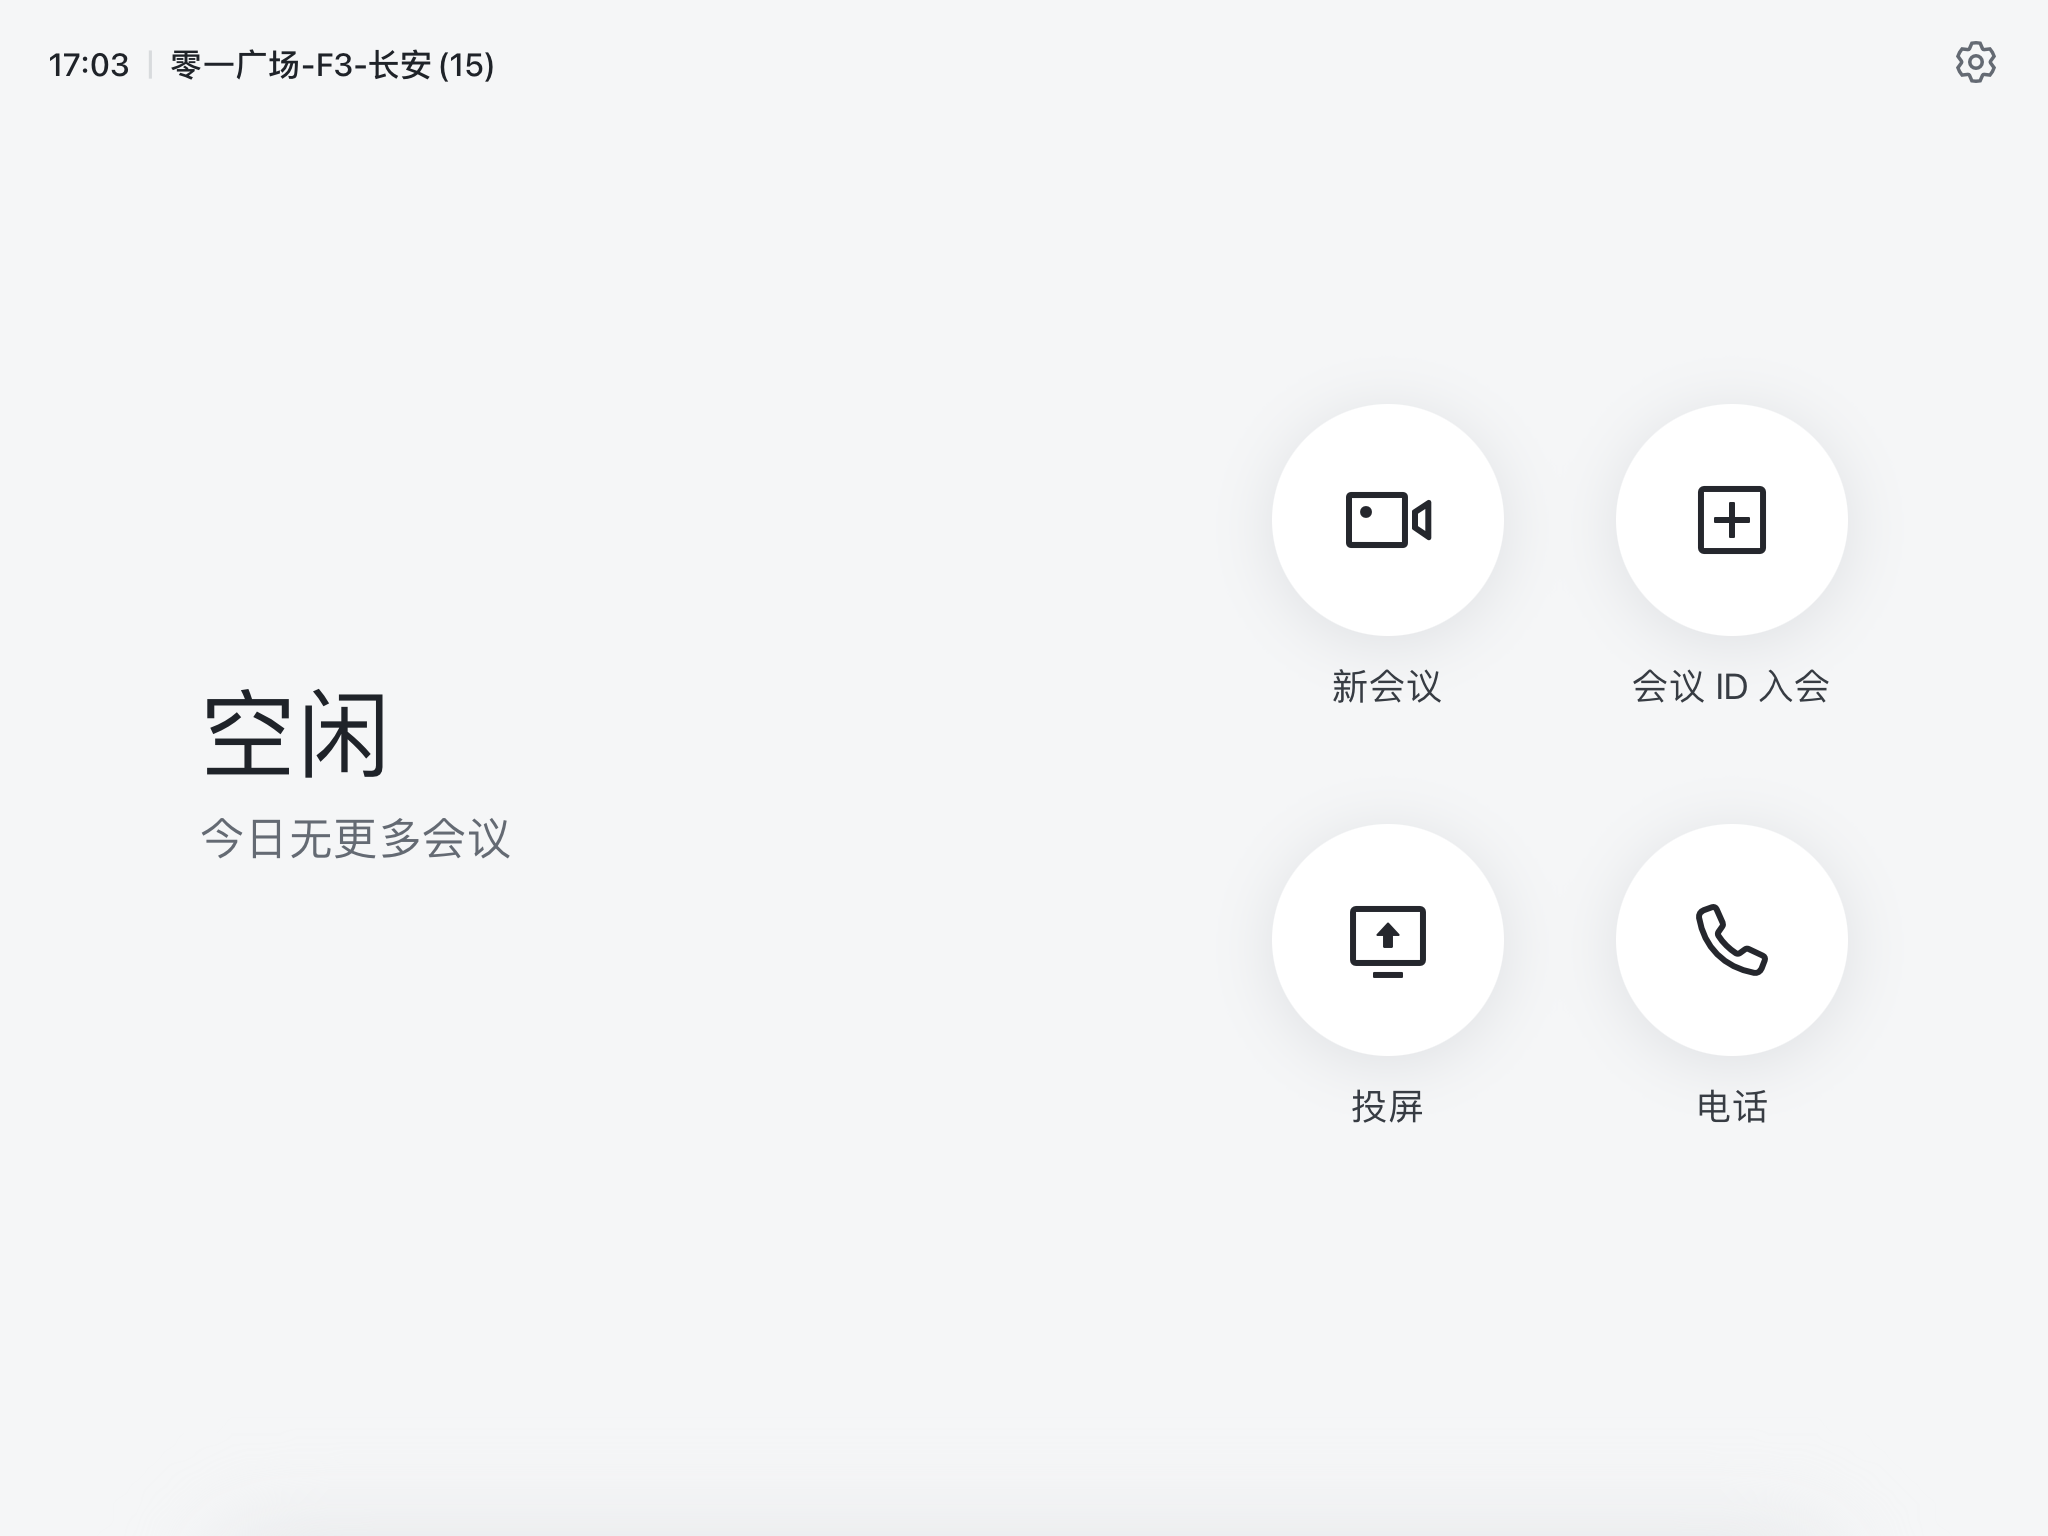 17:03 | 零一广场-F3-长安 (15)
空闲
今日无更多会议
新会议
会议 ID 入会
投屏
电话